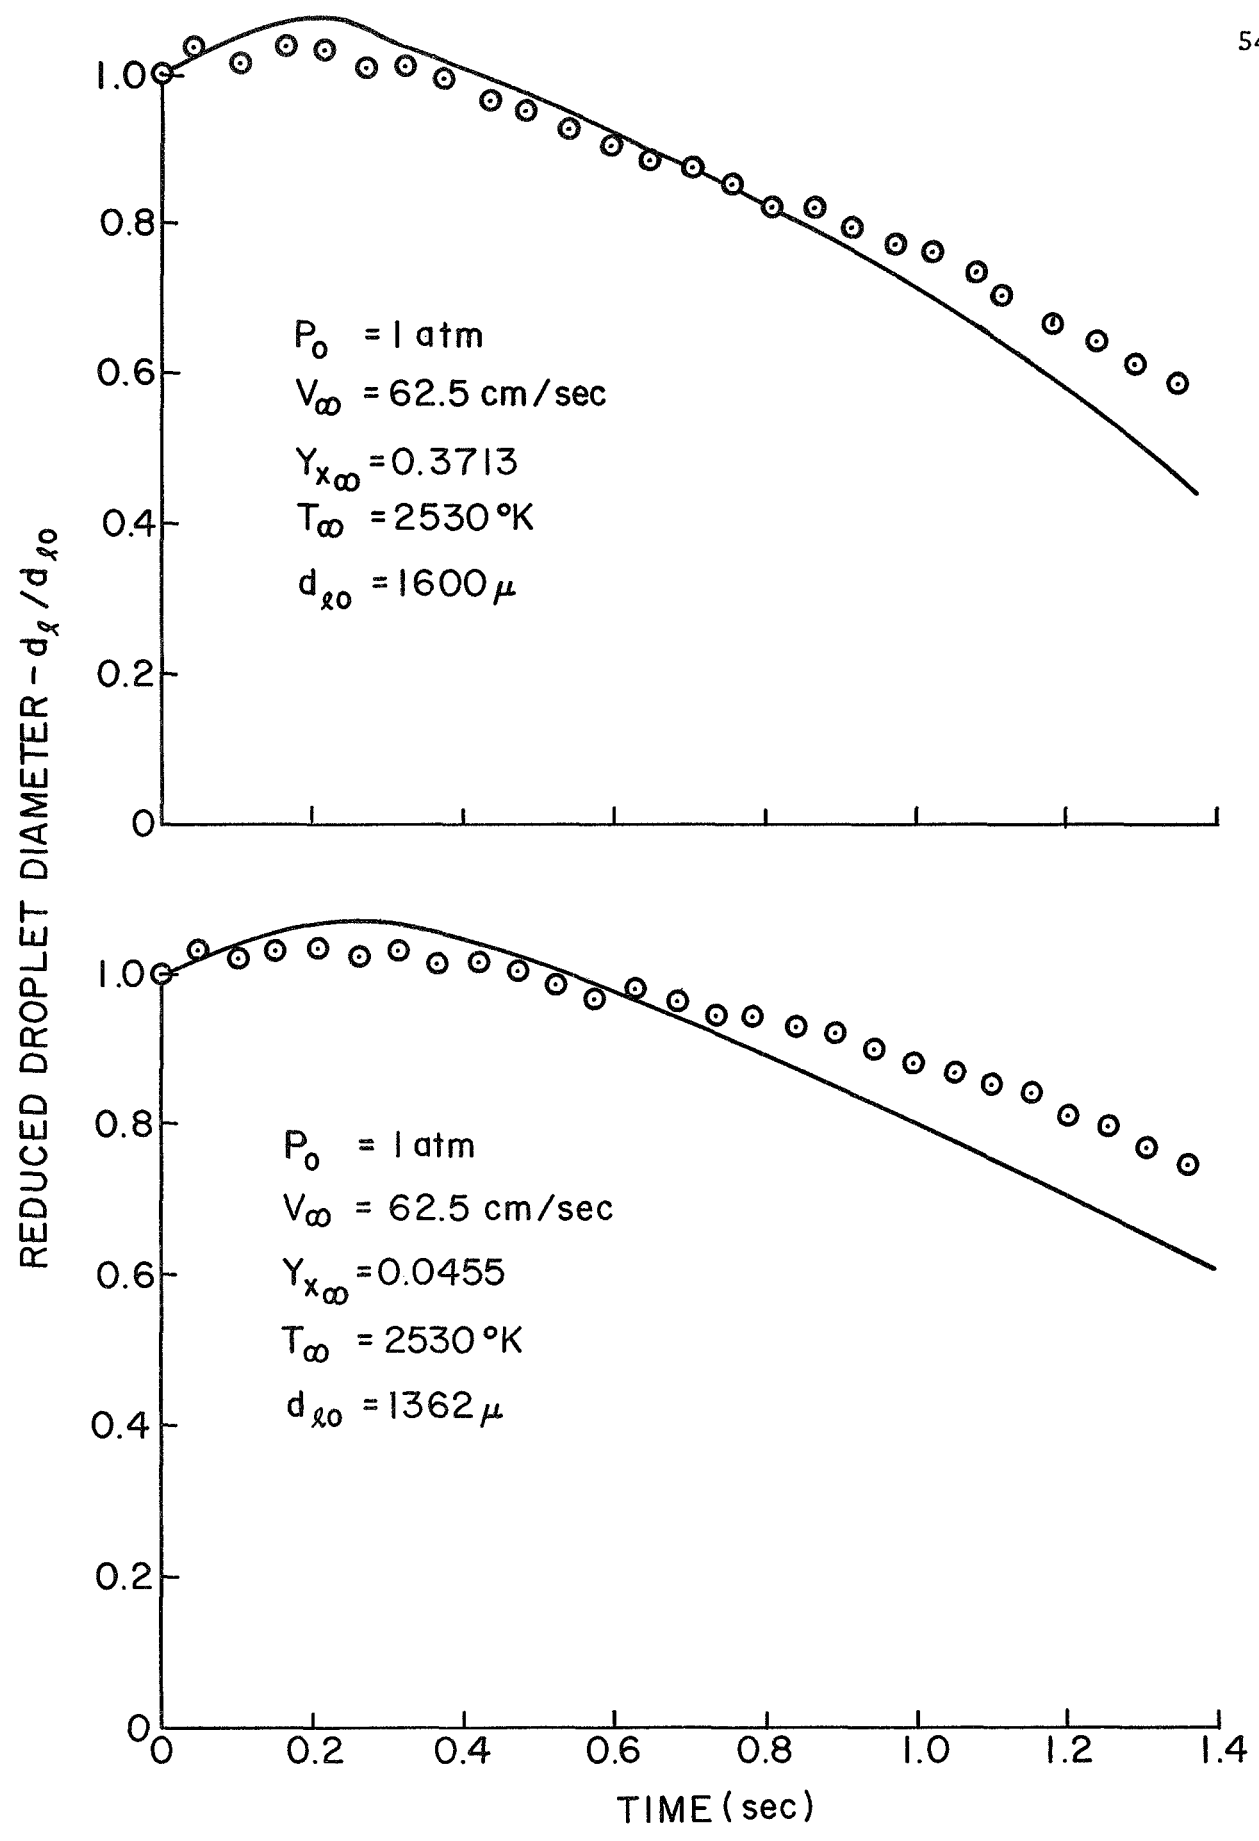 54
REDUCED DROPLET DIAMETER - dℓ/dℓ0
1.0
0.8
0.6
0.4
0.2
0
P0 = 1 atm
V∞ = 62.5 cm/sec
Yx∞ = 0.3713
T∞ = 2530 °K
dℓ0 = 1600 μ
1.0
0.8
0.6
0.4
0.2
0
P0 = 1 atm
V∞ = 62.5 cm/sec
Yx∞ = 0.0455
T∞ = 2530 °K
dℓ0 = 1362 μ
0 0.2 0.4 0.6 0.8 1.0 1.2 1.4
TIME (sec)